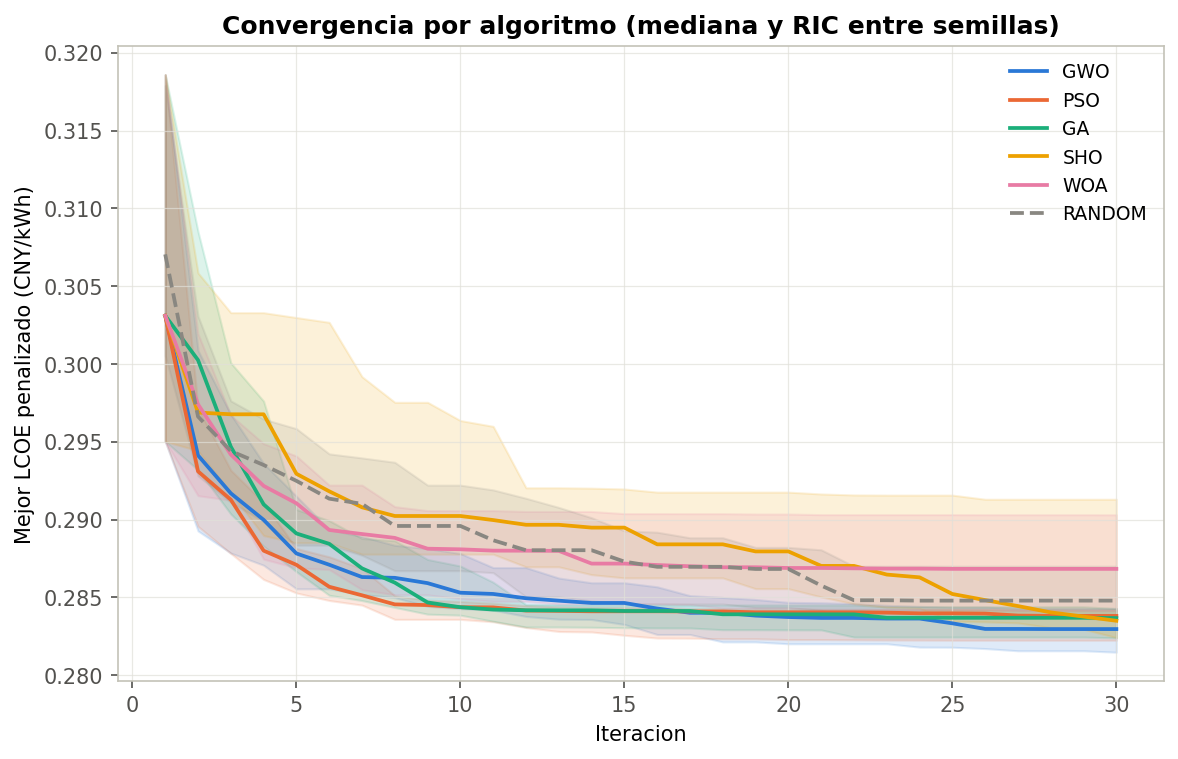 Convergencia por algoritmo (mediana y RIC entre semillas)
Mejor LCOE penalizado (CNY/kWh)
0.320
0.315
0.310
0.305
0.300
0.295
0.290
0.285
0.280
GWO
PSO
GA
SHO
WOA
RANDOM
0 5 10 15 20 25 30
Iteracion